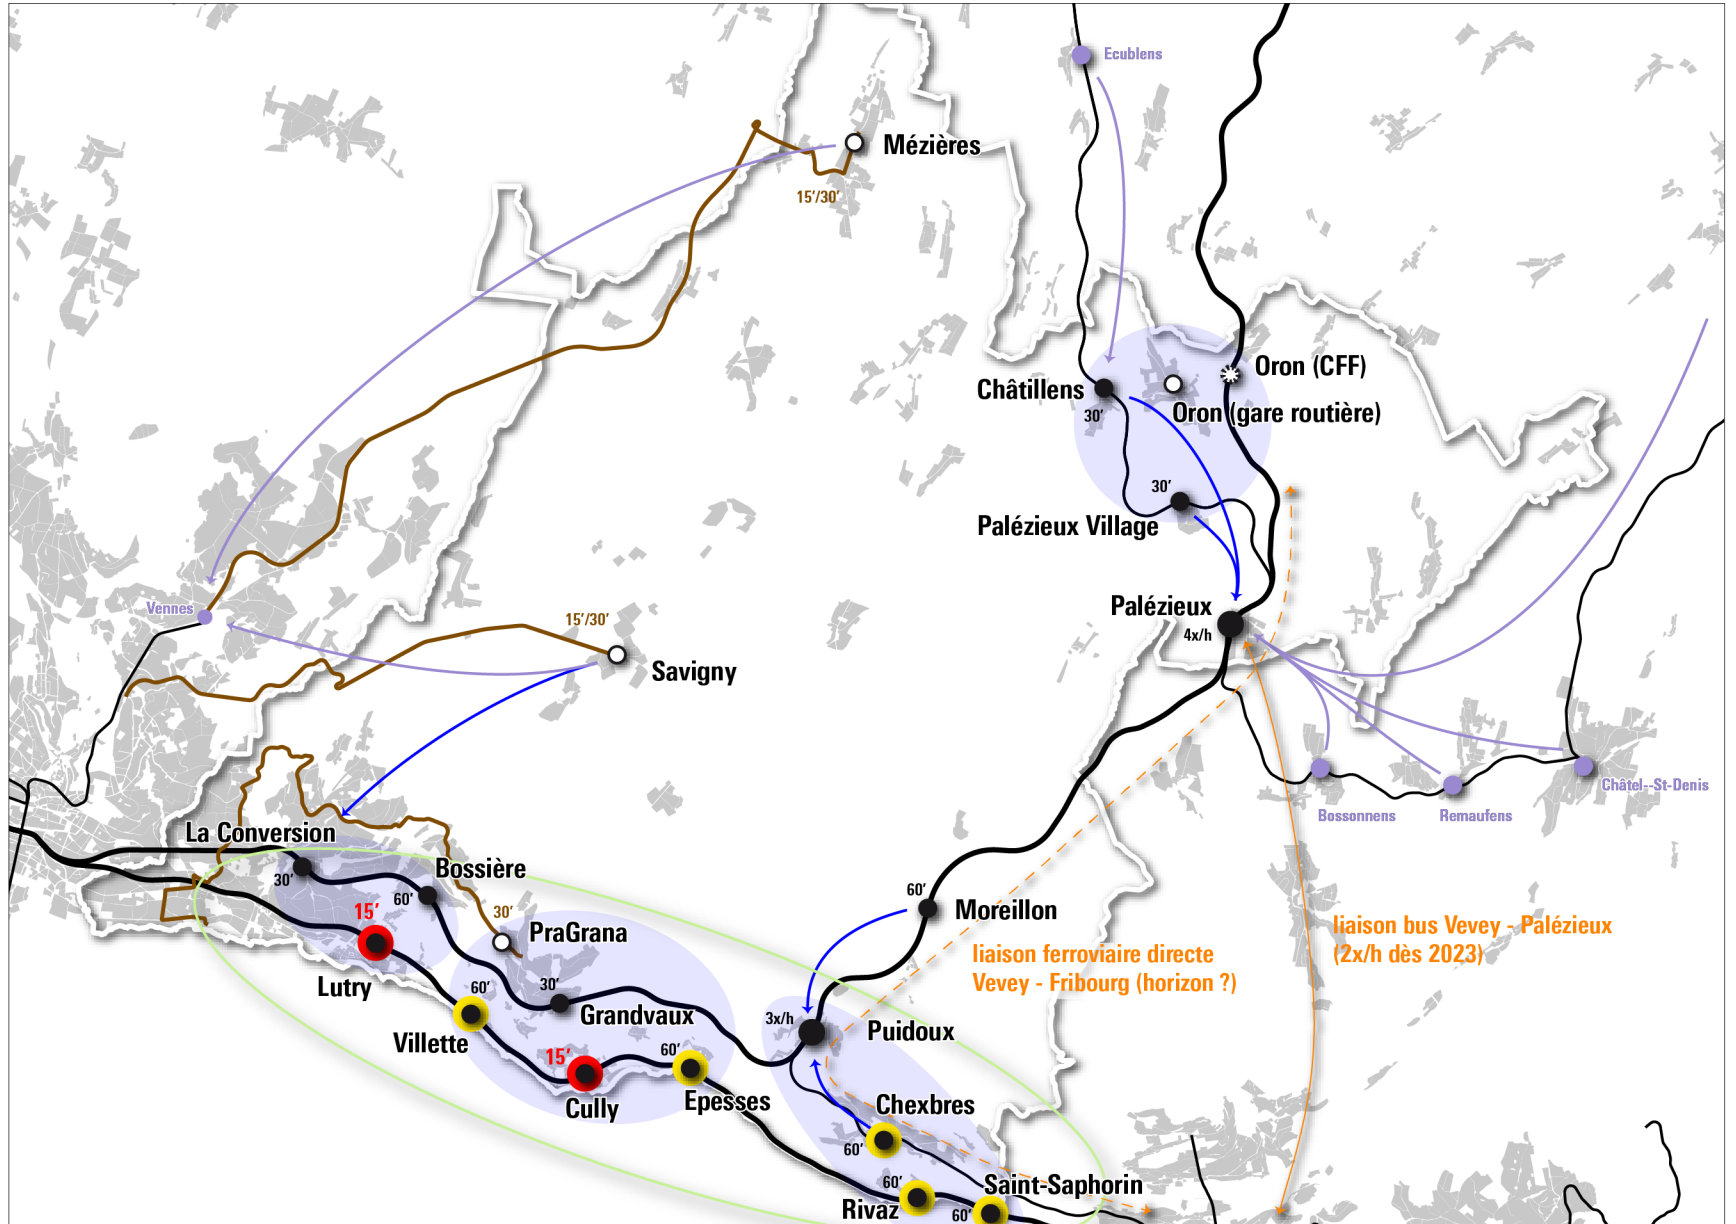 Ecublens
Mézières
15'/30'
Oron (CFF)
Châtillens
30'
Oron (gare routière)
30'
Palézieux Village
Vennes
15'/30'
Savigny
Palézieux
4x/h
Châtel--St-Denis
Bossonnens
Remaufens
La Conversion
30'
Bossière
60'
15'
Lutry
30'
PraGrana
60'
Moreillon
liaison bus Vevey - Palézieux
(2x/h dès 2023)
liaison ferroviaire directe
Vevey - Fribourg (horizon ?)
60'
Villette
30'
Grandvaux
3x/h
Puidoux
15'
Cully
60'
Epesses
Chexbres
60'
60'
Rivaz
Saint-Saphorin
60'